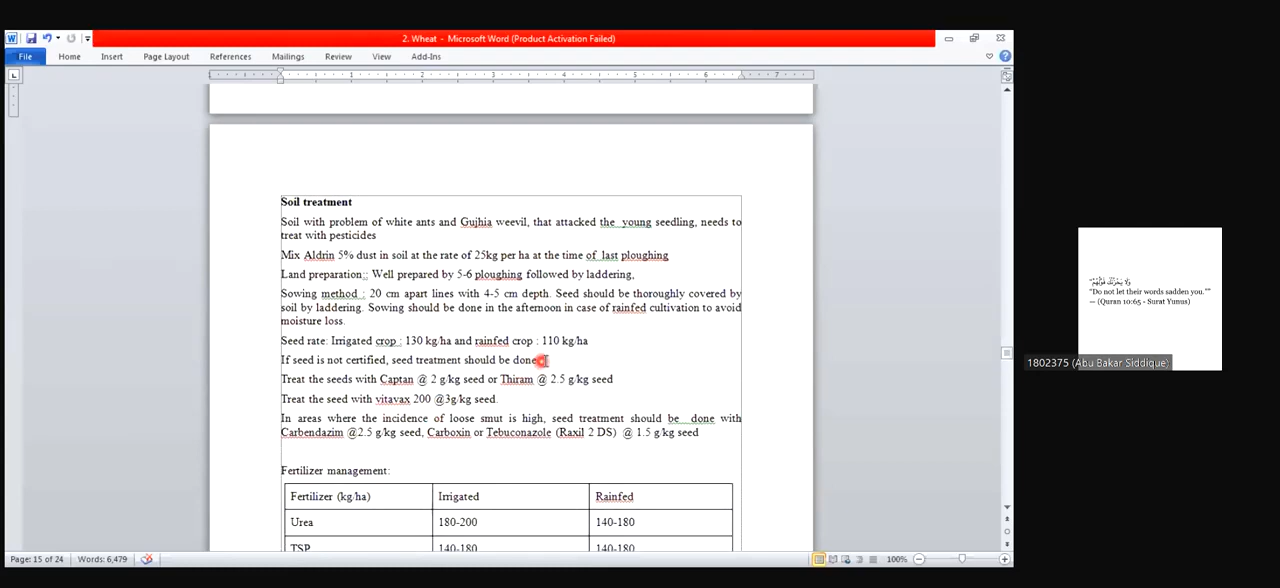 2. Wheat - Microsoft Word (Product Activation Failed)
File Home Insert Page Layout References Mailings Review View Add-Ins
1 2 3 4 5 6 7
Soil treatment
Soil with problem of white ants and Gujhia weevil, that attacked the young seedling, needs to
treat with pesticides
Mix Aldrin 5% dust in soil at the rate of 25kg per ha at the time of last ploughing
Land preparation:: Well prepared by 5-6 ploughing followed by laddering,
Sowing method : 20 cm apart lines with 4-5 cm depth. Seed should be thoroughly covered by
soil by laddering. Sowing should be done in the afternoon in case of rainfed cultivation to avoid
moisture loss.
Seed rate: Irrigated crop : 130 kg/ha and rainfed crop : 110 kg/ha
If seed is not certified, seed treatment should be done
Treat the seeds with Captan @ 2 g/kg seed or Thiram @ 2.5 g/kg seed
Treat the seed with vitavax 200 @3g/kg seed.
In areas where the incidence of loose smut is high, seed treatment should be done with
Carbendazim @2.5 g/kg seed, Carboxin or Tebuconazole (Raxil 2 DS) @ 1.5 g/kg seed
Fertilizer management:
Fertilizer (kg/ha) Irrigated Rainfed
Urea 180-200 140-180
TSP 140-180 140-180
Page: 15 of 24 Words: 6,479 100%
"وَلَا يَحْزُنْكَ قَوْلُهُمْ
"Do not let their words sadden you.""
— (Quran 10:65 - Surat Yunus)
1802375 (Abu Bakar Siddique)